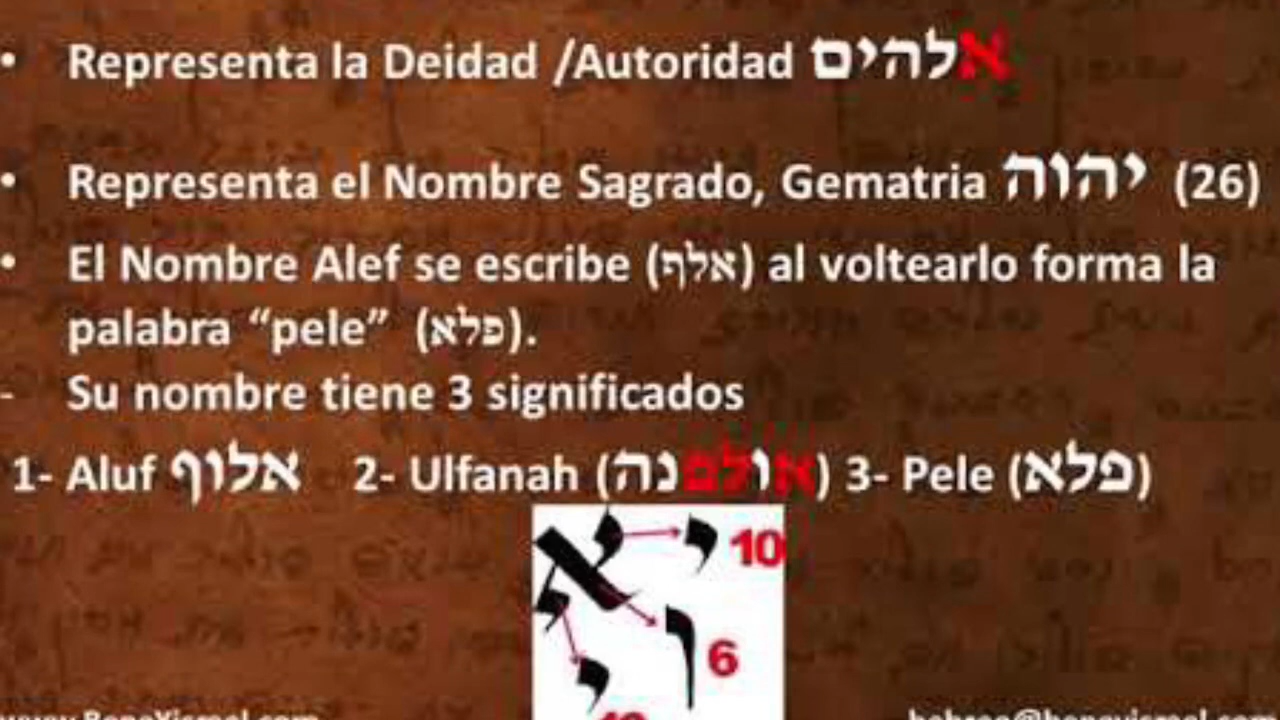 • Representa la Deidad /Autoridad אלהים
• Representa el Nombre Sagrado, Gematria יהוה (26)
• El Nombre Alef se escribe (אלף) al voltearlo forma la
palabra “pele” (פלא).
- Su nombre tiene 3 significados
1- Aluf אלוף 2- Ulfanah (אולפנה) 3- Pele (פלא)
א י 10
ו 6
י